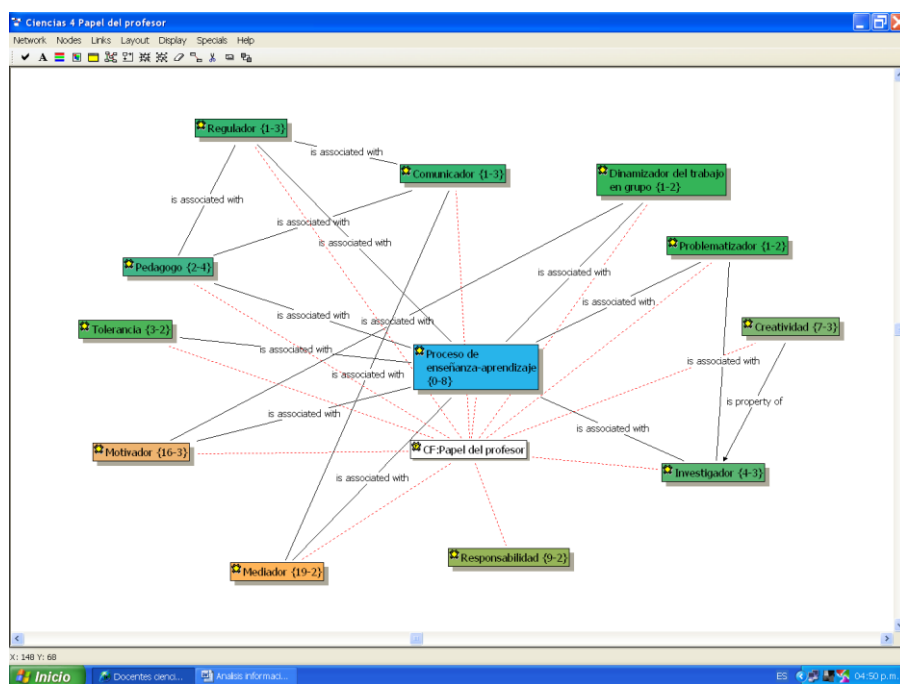 Ciencias 4 Papel del profesor
Network Nodes Links Layout Display Specials Help
Regulador {1-3}
is associated with
Comunicador {1-3}
Dinamizador del trabajo
en grupo {1-2}
is associated with
is associated with
is associated with
Problematizador {1-2}
Pedagogo {2-4}
is associated with
is associated with
is associated with
is associated with
Tolerancia {3-2}
Creatividad {7-3}
is associated with
Proceso de
enseñanza-aprendizaje
{0-8}
is associated with
is associated with
is property of
is associated with
is associated with
Motivador {16-3}
CF:Papel del profesor
is associated with
Investigador {4-3}
Responsabilidad {9-2}
Mediador {19-2}
X: 148 Y: 68
Inicio
Docentes cienci...
Analisis informaci...
ES
04:50 p.m.